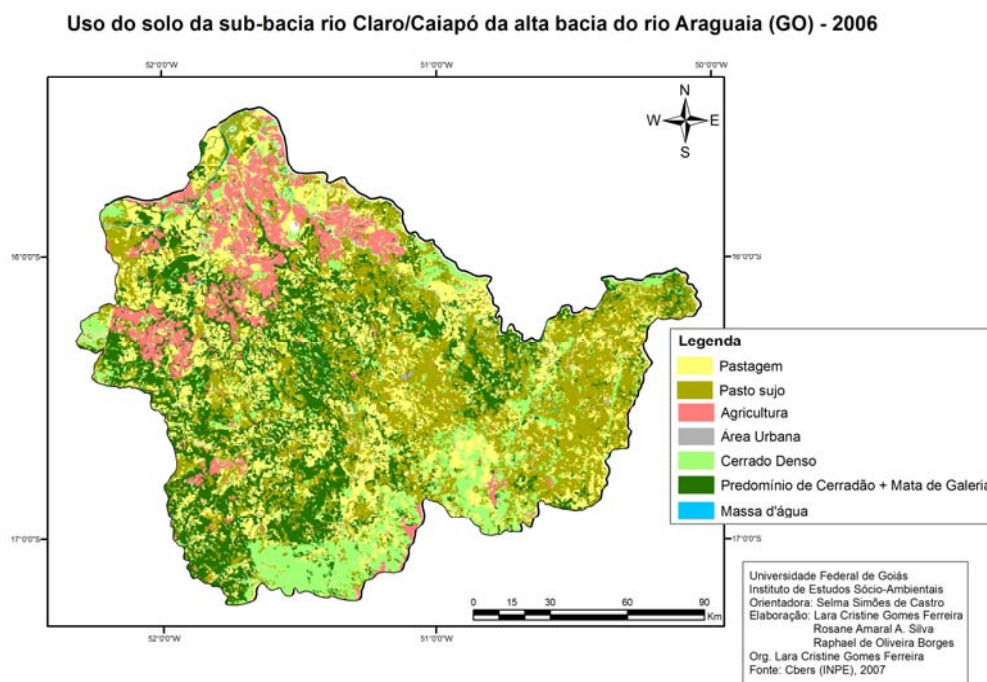 Uso do solo da sub-bacia rio Claro/Caiapó da alta bacia do rio Araguaia (GO) - 2006
52°0'0"W
51°0'0"W
50°0'0"W
N
W E
S
16°0'0"S
16°0'0"S
Legenda
Pastagem
Pasto sujo
Agricultura
Área Urbana
Cerrado Denso
Predomínio de Cerradão + Mata de Galeria
Massa d'água
17°0'0"S
17°0'0"S
0 15 30 60 90
Km
52°0'0"W
51°0'0"W
Universidade Federal de Goiás
Instituto de Estudos Sócio-Ambientais
Orientadora: Selma Simões de Castro
Elaboração: Lara Cristine Gomes Ferreira
Rosane Amaral A. Silva
Raphael de Oliveira Borges
Org. Lara Cristine Gomes Ferreira
Fonte: Cbers (INPE), 2007